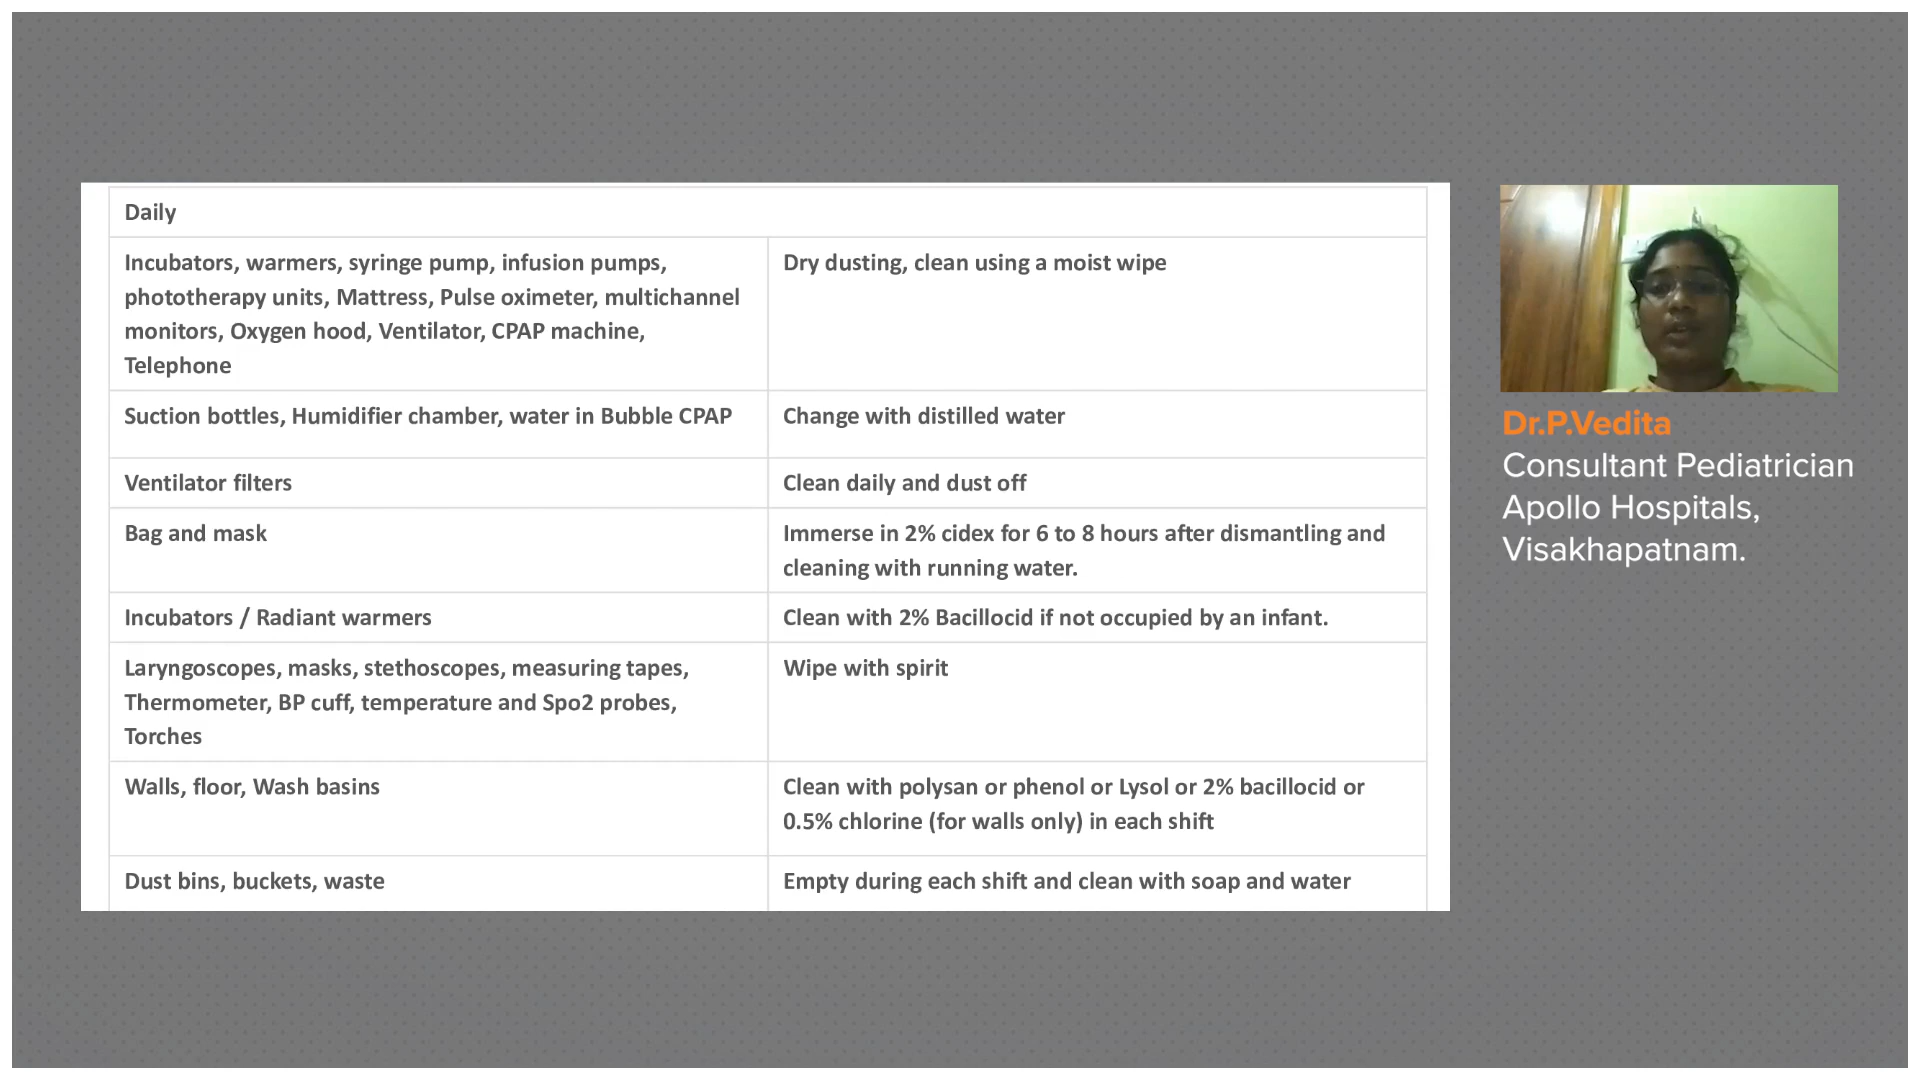 Daily
Incubators, warmers, syringe pump, infusion pumps,
phototherapy units, Mattress, Pulse oximeter, multichannel
monitors, Oxygen hood, Ventilator, CPAP machine,
Telephone
Dry dusting, clean using a moist wipe
Suction bottles, Humidifier chamber, water in Bubble CPAP
Change with distilled water
Ventilator filters
Clean daily and dust off
Bag and mask
Immerse in 2% cidex for 6 to 8 hours after dismantling and
cleaning with running water.
Incubators / Radiant warmers
Clean with 2% Bacillocid if not occupied by an infant.
Laryngoscopes, masks, stethoscopes, measuring tapes,
Thermometer, BP cuff, temperature and Spo2 probes,
Torches
Wipe with spirit
Walls, floor, Wash basins
Clean with polysan or phenol or Lysol or 2% bacillocid or
0.5% chlorine (for walls only) in each shift
Dust bins, buckets, waste
Empty during each shift and clean with soap and water
Dr.P.Vedita
Consultant Pediatrician
Apollo Hospitals,
Visakhapatnam.